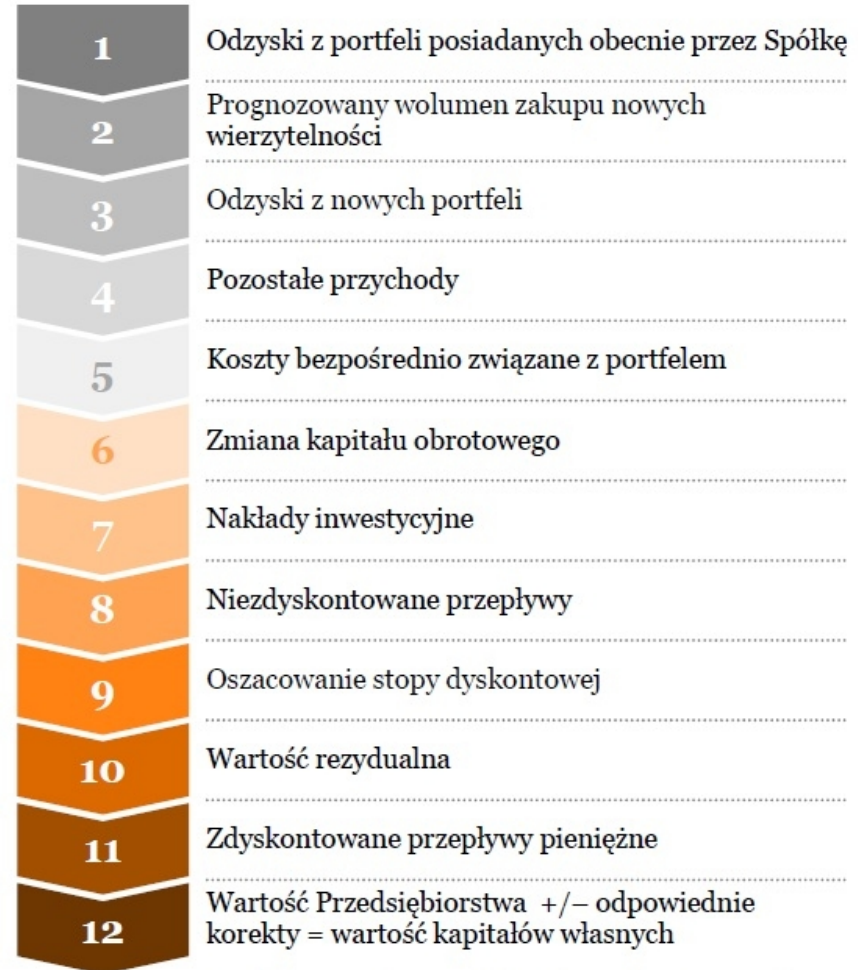 1
Odzyski z portfeli posiadanych obecnie przez Spółkę
2
Prognozowany wolumen zakupu nowych
wierzytelności
3
Odzyski z nowych portfeli
4
Pozostałe przychody
5
Koszty bezpośrednio związane z portfelem
6
Zmiana kapitału obrotowego
7
Nakłady inwestycyjne
8
Niezdyskontowane przepływy
9
Oszacowanie stopy dyskontowej
10
Wartość rezydualna
11
Zdyskontowane przepływy pieniężne
12
Wartość Przedsiębiorstwa +/– odpowiednie
korekty = wartość kapitałów własnych